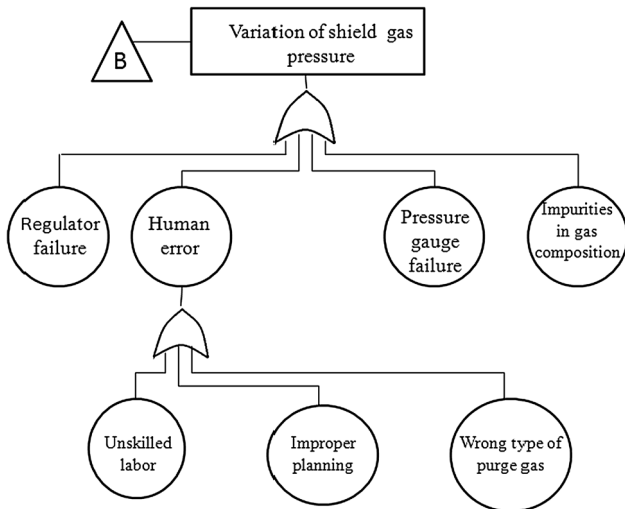 B
Variation of shield gas
pressure
Regulator
failure
Human
error
Pressure
gauge
failure
Impurities
in gas
composition
Unskilled
labor
Improper
planning
Wrong type of
purge gas